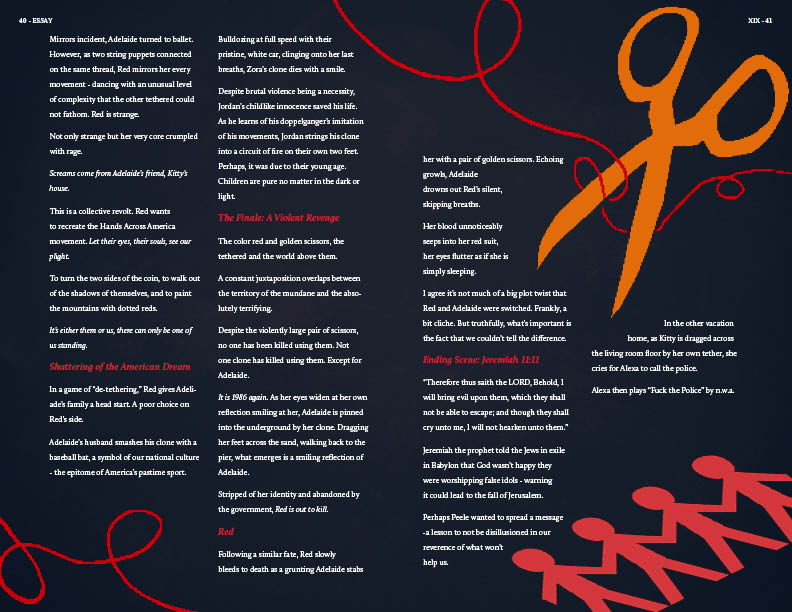 40 - ESSAY
XIX - 41
Mirrors incident, Adelaide turned to ballet.
However, as two string puppets connected
on the same thread, Red mirrors her every
movement - dancing with an unusual level
of complexity that the other tethered could
not fathom. Red is strange.
Not only strange but her very core crumpled
with rage.
Screams come from Adelaide's friend, Kitty's
house.
This is a collective revolt. Red wants
to recreate the Hands Across America
movement. Let their eyes, their souls, see our
plight.
To turn the two sides of the coin, to walk out
of the shadows of themselves, and to paint
the mountains with dotted reds.
It's either them or us, there can only be one of
us standing.
Shattering of the American Dream
In a game of "de-tethering," Red gives Adeli-
ade's family a head start. A poor choice on
Red's side.
Adelaide's husband smashes his clone with a
baseball bat, a symbol of our national culture
- the epitome of America's pastime sport.
Bulldozing at full speed with their
pristine, white car, clinging onto her last
breaths, Zora's clone dies with a smile.
Despite brutal violence being a necessity,
Jordan's childlike innocence saved his life.
As he learns of his doppelganger's imitation
of his movements, Jordan strings his clone
into a circuit of fire on their own two feet.
Perhaps, it was due to their young age.
Children are pure no matter in the dark or
light.
The Finale: A Violent Revenge
The color red and golden scissors, the
tethered and the world above them.
A constant juxtaposition overlaps between
the territory of the mundane and the abso-
lutely terrifying.
Despite the violently large pair of scissors,
no one has been killed using them. Not
one clone has killed using them. Except for
Adelaide.
It is 1986 again. As her eyes widen at her own
reflection smiling at her, Adelaide is pinned
into the underground by her clone. Dragging
her feet across the sand, walking back to the
pier, what emerges is a smiling reflection of
Adelaide.
Stripped of her identity and abandoned by
the government, Red is out to kill.
Red
Following a similar fate, Red slowly
bleeds to death as a grunting Adelaide stabs
her with a pair of golden scissors. Echoing
growls, Adelaide
drowns out Red's silent,
skipping breaths.
Her blood unnoticeably
seeps into her red suit,
her eyes flutter as if she is
simply sleeping.
I agree it's not much of a big plot twist that
Red and Adelaide were switched. Frankly, a
bit cliche. But truthfully, what's important is
the fact that we couldn't tell the difference.
Ending Scene: Jeremiah 11:11
"Therefore thus saith the LORD, Behold, I
will bring evil upon them, which they shall
not be able to escape; and though they shall
cry unto me, I will not hearken unto them."
Jeremiah the prophet told the Jews in exile
in Babylon that God wasn't happy they
were worshipping false idols - warning
it could lead to the fall of Jerusalem.
Perhaps Peele wanted to spread a message
-a lesson to not be disillusioned in our
reverence of what won't
help us.
In the other vacation
home, as Kitty is dragged across
the living room floor by her own tether, she
cries for Alexa to call the police.
Alexa then plays "Fuck the Police" by n.w.a.